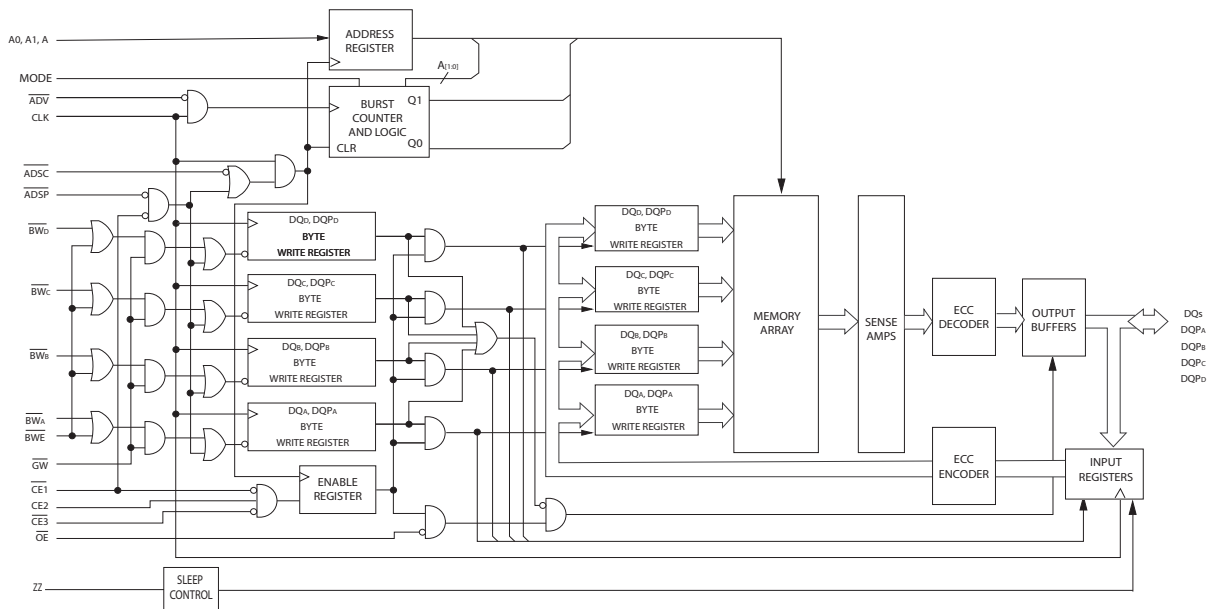 A0, A1, A
ADDRESS
REGISTER
A[1:0]
MODE
ADV
CLK
BURST
COUNTER
AND LOGIC
CLR
Q1
Q0
ADSC
ADSP
BWD
DQD, DQPD
BYTE
WRITE REGISTER
DQD, DQPD
BYTE
WRITE REGISTER
BWC
DQC, DQPC
BYTE
WRITE REGISTER
DQC, DQPC
BYTE
WRITE REGISTER
BWB
DQB, DQPB
BYTE
WRITE REGISTER
DQB, DQPB
BYTE
WRITE REGISTER
BWA
BWE
DQA, DQPA
BYTE
WRITE REGISTER
DQA, DQPA
BYTE
WRITE REGISTER
MEMORY
ARRAY
SENSE
AMPS
ECC
DECODER
OUTPUT
BUFFERS
DQs
DQPA
DQPB
DQPC
DQPD
GW
CE1
CE2
CE3
OE
ENABLE
REGISTER
ECC
ENCODER
INPUT
REGISTERS
ZZ
SLEEP
CONTROL